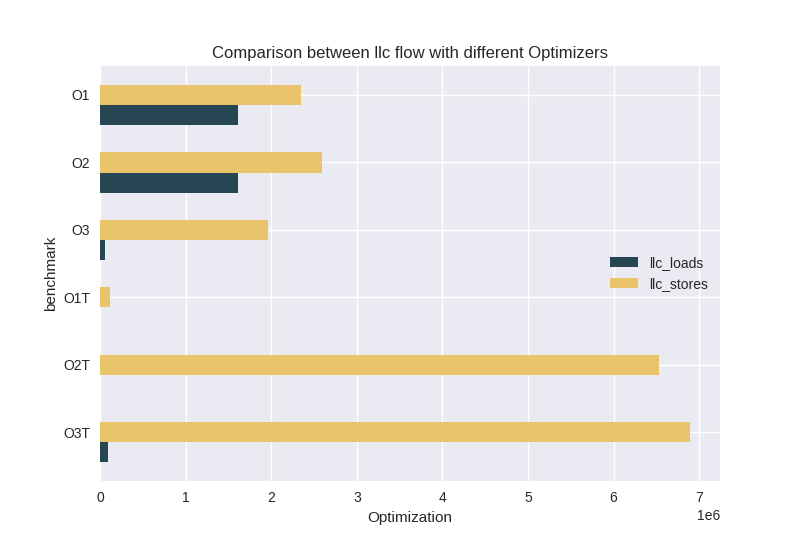 Comparison between llc flow with different Optimizers
O1
O2
O3
O1T
O2T
O3T
benchmark
llc_loads
llc_stores
0 1 2 3 4 5 6 7
1e6
Optimization